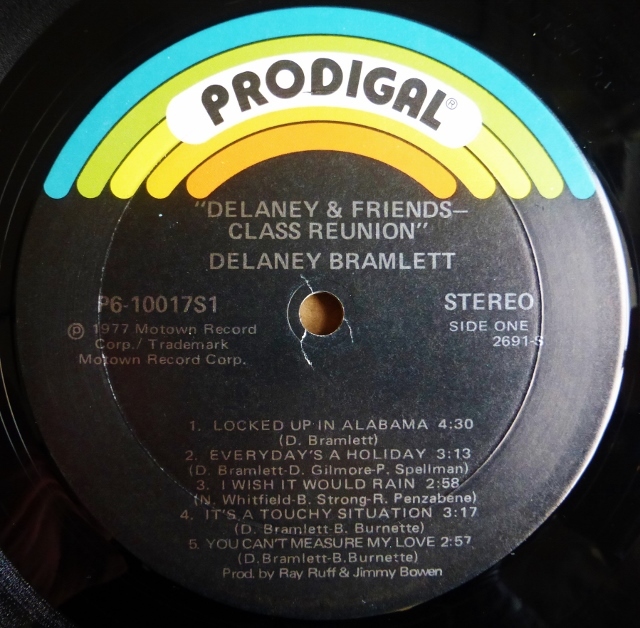 PRODIGAL®
"DELANEY & FRIENDS–
CLASS REUNION"
DELANEY BRAMLETT
P6-10017S1
STEREO
℗ 1977 Motown Record
Corp./ Trademark
Motown Record Corp.
SIDE ONE
2691-S
1. LOCKED UP IN ALABAMA 4:30
(D. Bramlett)
2. EVERYDAY'S A HOLIDAY 3:13
(D. Bramlett-D. Gilmore-P. Spellman)
3. I WISH IT WOULD RAIN 2:58
(N. Whitfield-B. Strong-R. Penzabene)
4. IT'S A TOUCHY SITUATION 3:17
(D. Bramlett-B. Burnette)
5. YOU CAN'T MEASURE MY LOVE 2:57
(D.Bramlett-B.Burnette)
Prod. by Ray Ruff & Jimmy Bowen